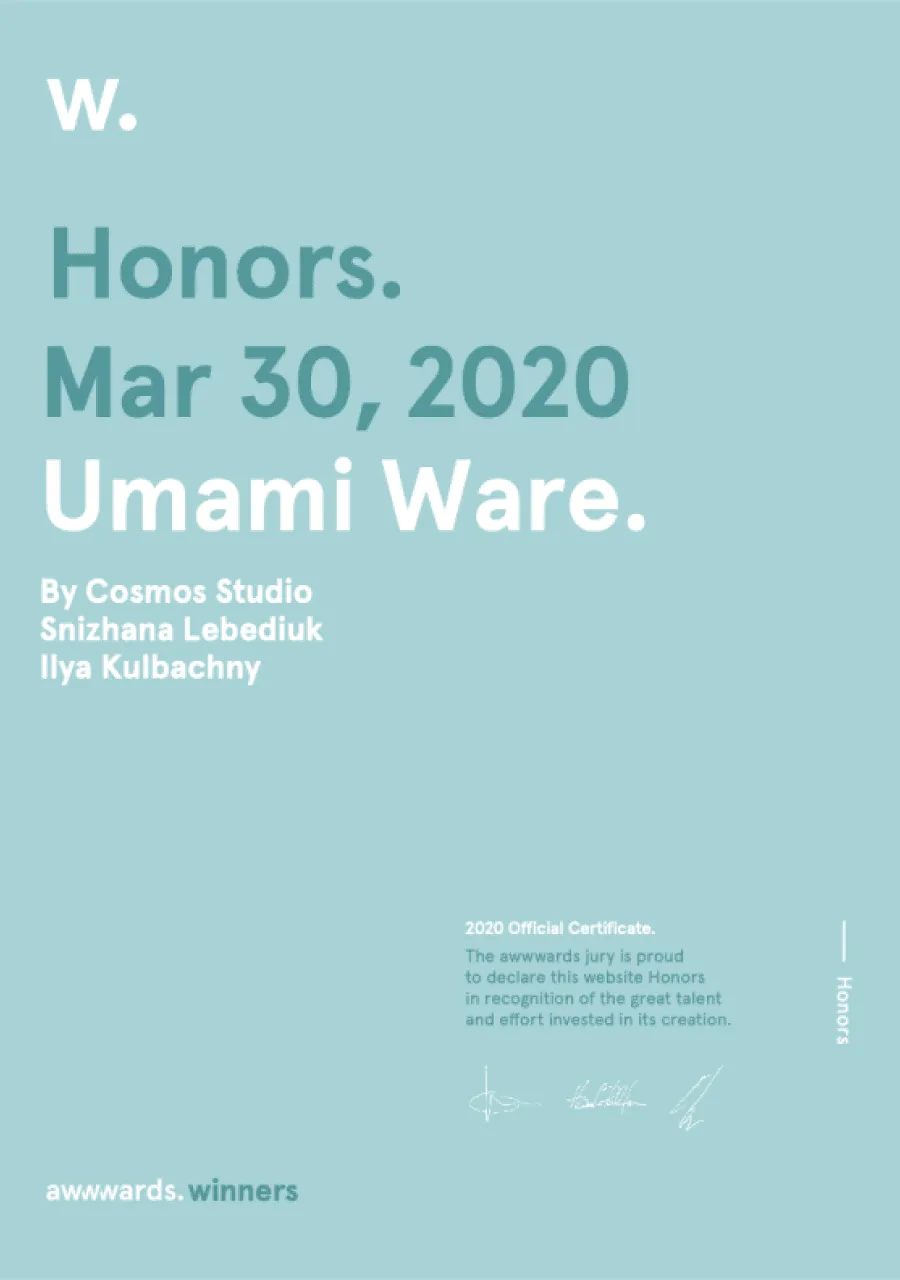 w.
Honors.
Mar 30, 2020
Umami Ware.
By Cosmos Studio
Snizhana Lebediuk
Ilya Kulbachny
2020 Official Certificate.
The awwwards jury is proud
to declare this website Honors
in recognition of the great talent
and effort invested in its creation.
Honors
awwwards.winners